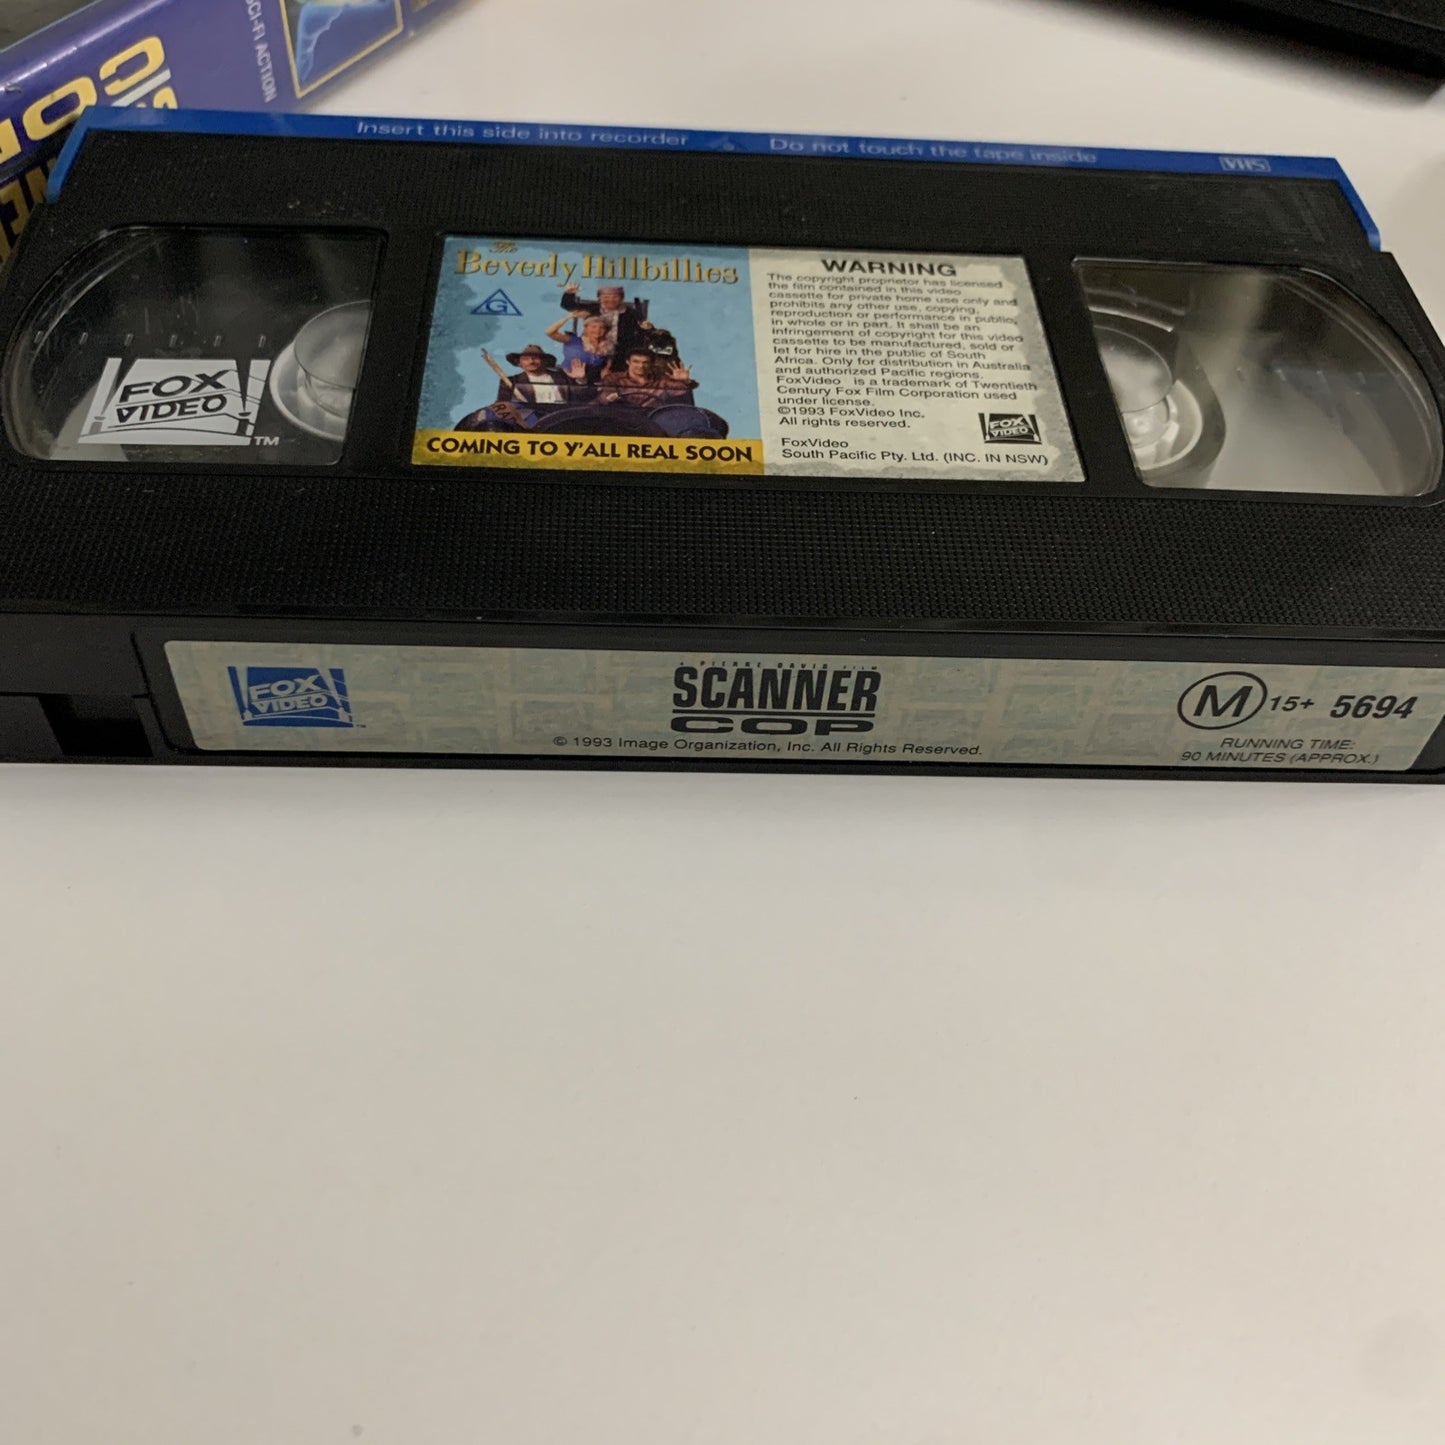 SCI-FI ACTION
Insert this side into recorder
Do not touch the tape inside
VHS
FOX
VIDEO
TM
The
Beverly Hillbillies
G
COMING TO Y'ALL REAL SOON
WARNING
The copyright proprietor has licensed
the film contained in this video
cassette for private home use only and
prohibits any other use, copying,
reproduction or performance in public,
in whole or in part. It shall be an
infringement of copyright for this video
cassette to be manufactured, sold or
let for hire in the public of South
Africa. Only for distribution in Australia
and authorized Pacific regions.
FoxVideo is a trademark of Twentieth
Century Fox Film Corporation used
under license.
©1993 FoxVideo Inc.
All rights reserved.
FoxVideo
South Pacific Pty. Ltd. (INC. IN NSW)
FOX
VIDEO
FOX
VIDEO
A PIERRE DAVID FILM
SCANNER
COP
© 1993 Image Organization, Inc. All Rights Reserved.
M 15+ 5694
RUNNING TIME:
90 MINUTES (APPROX.)